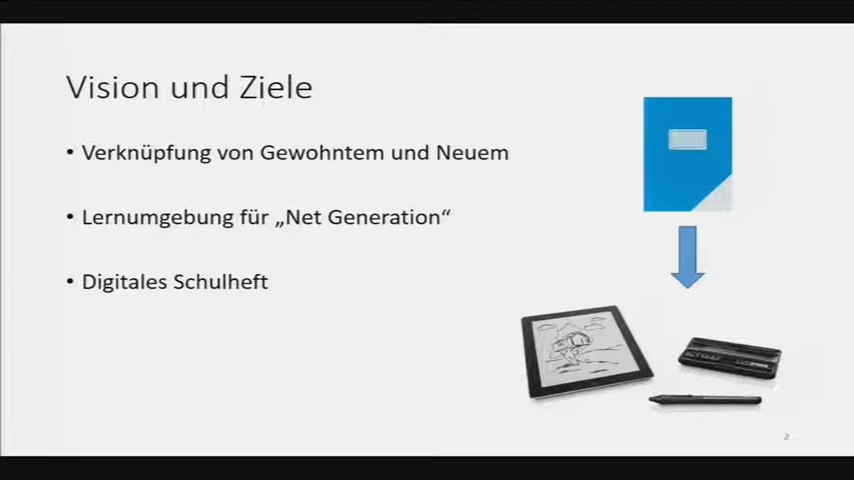 Vision und Ziele
• Verknüpfung von Gewohntem und Neuem
• Lernumgebung für „Net Generation“
• Digitales Schulheft
2